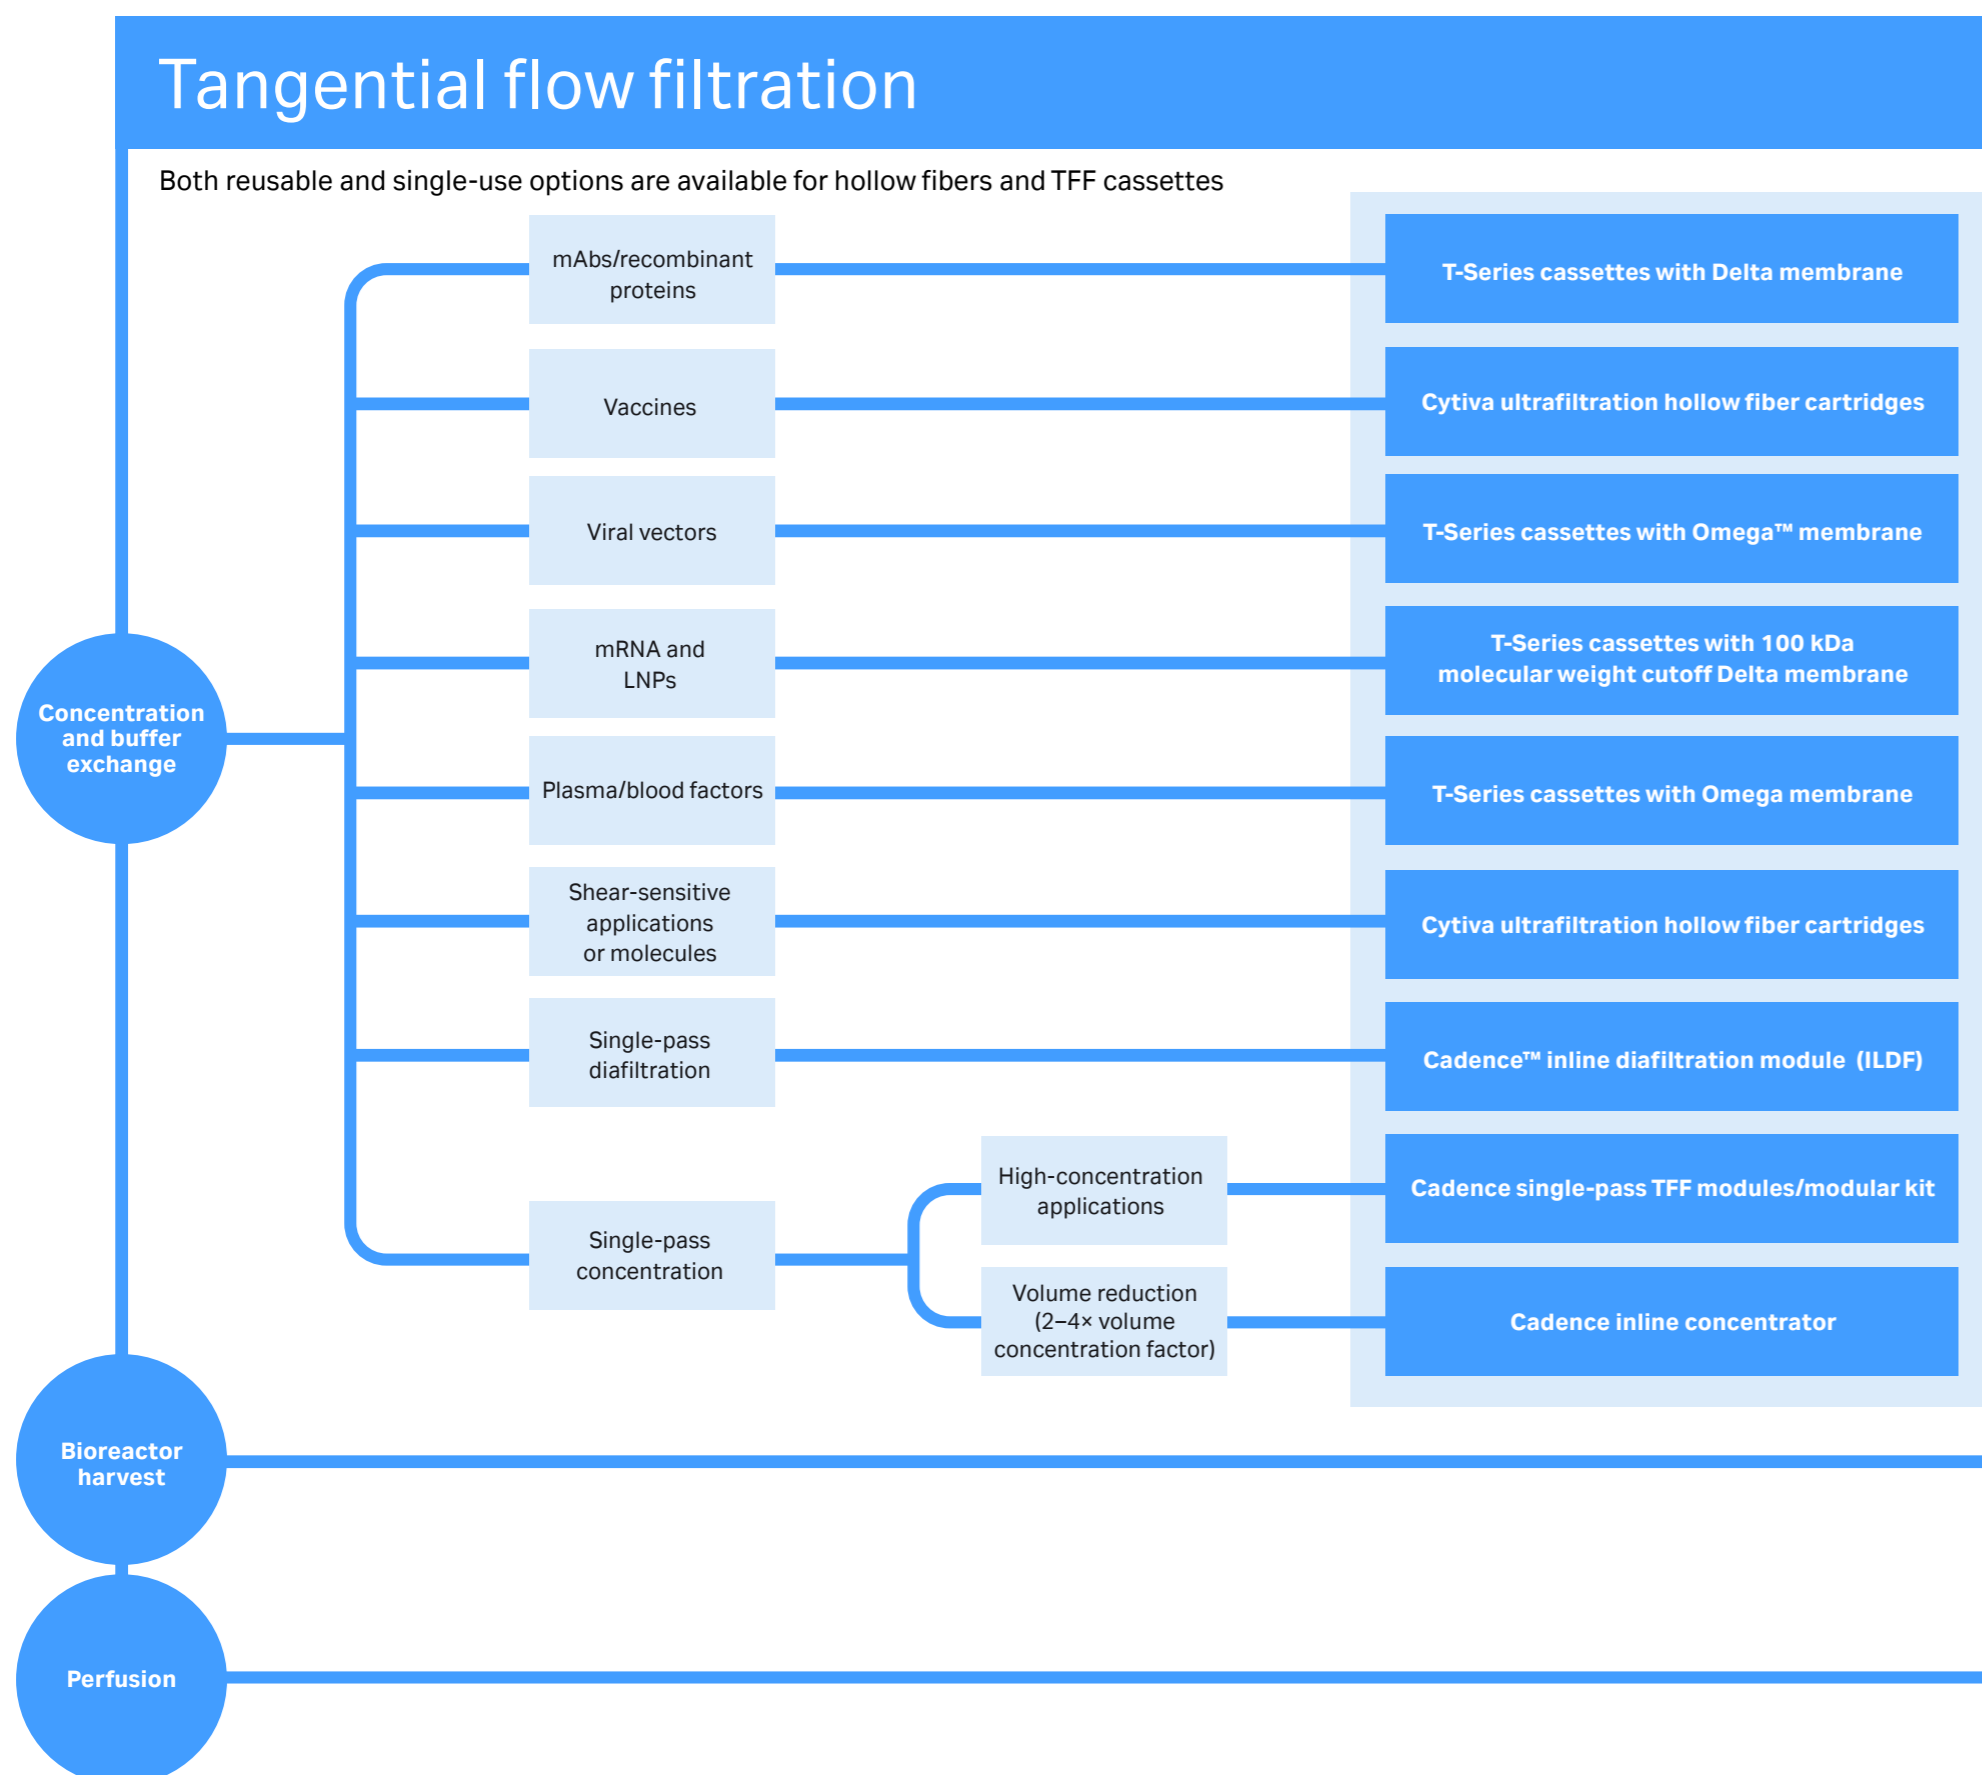 Tangential flow filtration
Both reusable and single-use options are available for hollow fibers and TFF cassettes
mAbs/recombinant
proteins
T-Series cassettes with Delta membrane
Vaccines
Cytiva ultrafiltration hollow fiber cartridges
Viral vectors
T-Series cassettes with Omega™ membrane
mRNA and
LNPs
T-Series cassettes with 100 kDa
molecular weight cutoff Delta membrane
Concentration
and buffer
exchange
Plasma/blood factors
T-Series cassettes with Omega membrane
Shear-sensitive
applications
or molecules
Cytiva ultrafiltration hollow fiber cartridges
Single-pass
diafiltration
Cadence™ inline diafiltration module (ILDF)
Single-pass
concentration
High-concentration
applications
Cadence single-pass TFF modules/modular kit
Volume reduction
(2–4× volume
concentration factor)
Cadence inline concentrator
Bioreactor
harvest
Perfusion